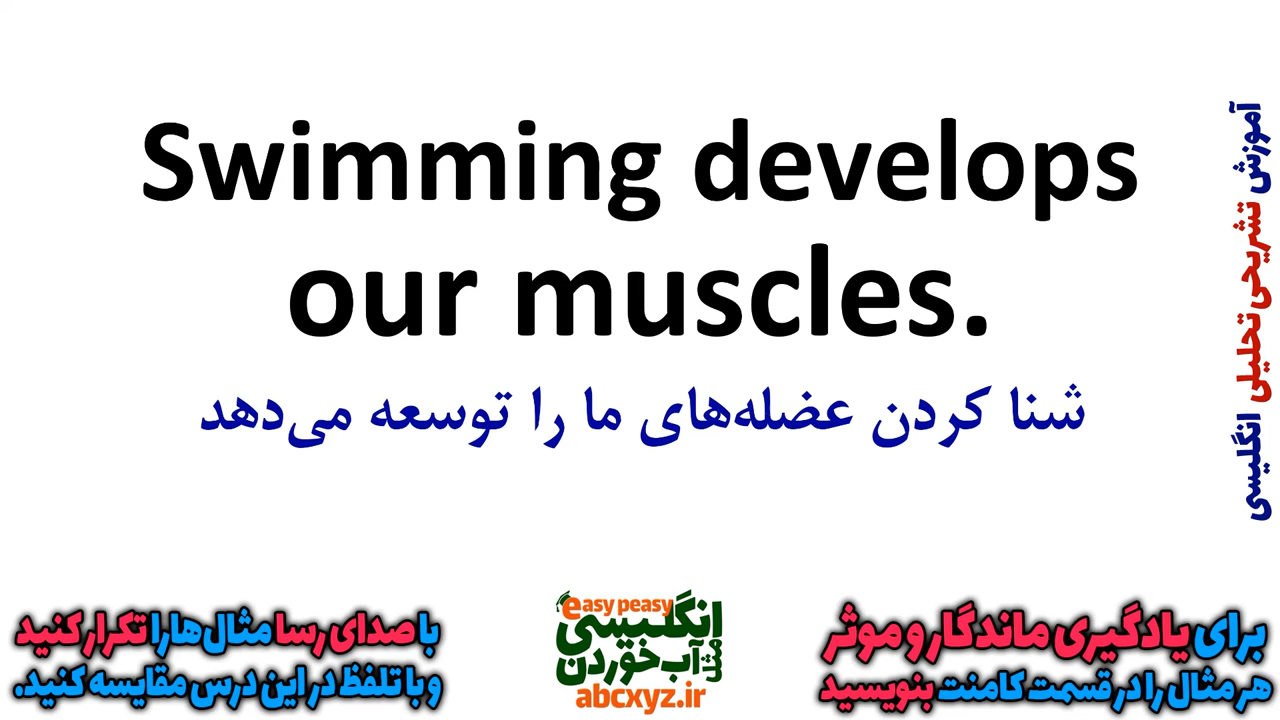 Swimming develops
our muscles.
شنا کردن عضله‌های ما را توسعه می‌دهد
آموزش تشریحی تحلیلی انگلیسی
برای یادگیری ماندگار و موثر
هر مثال را در قسمت کامنت بنویسید
easy peasy
انگلیسی
مثل آب خوردن
abcxyz.ir
با صدای رسا مثال‌ها را تکرار کنید
و با تلفظ در این درس مقایسه کنید.